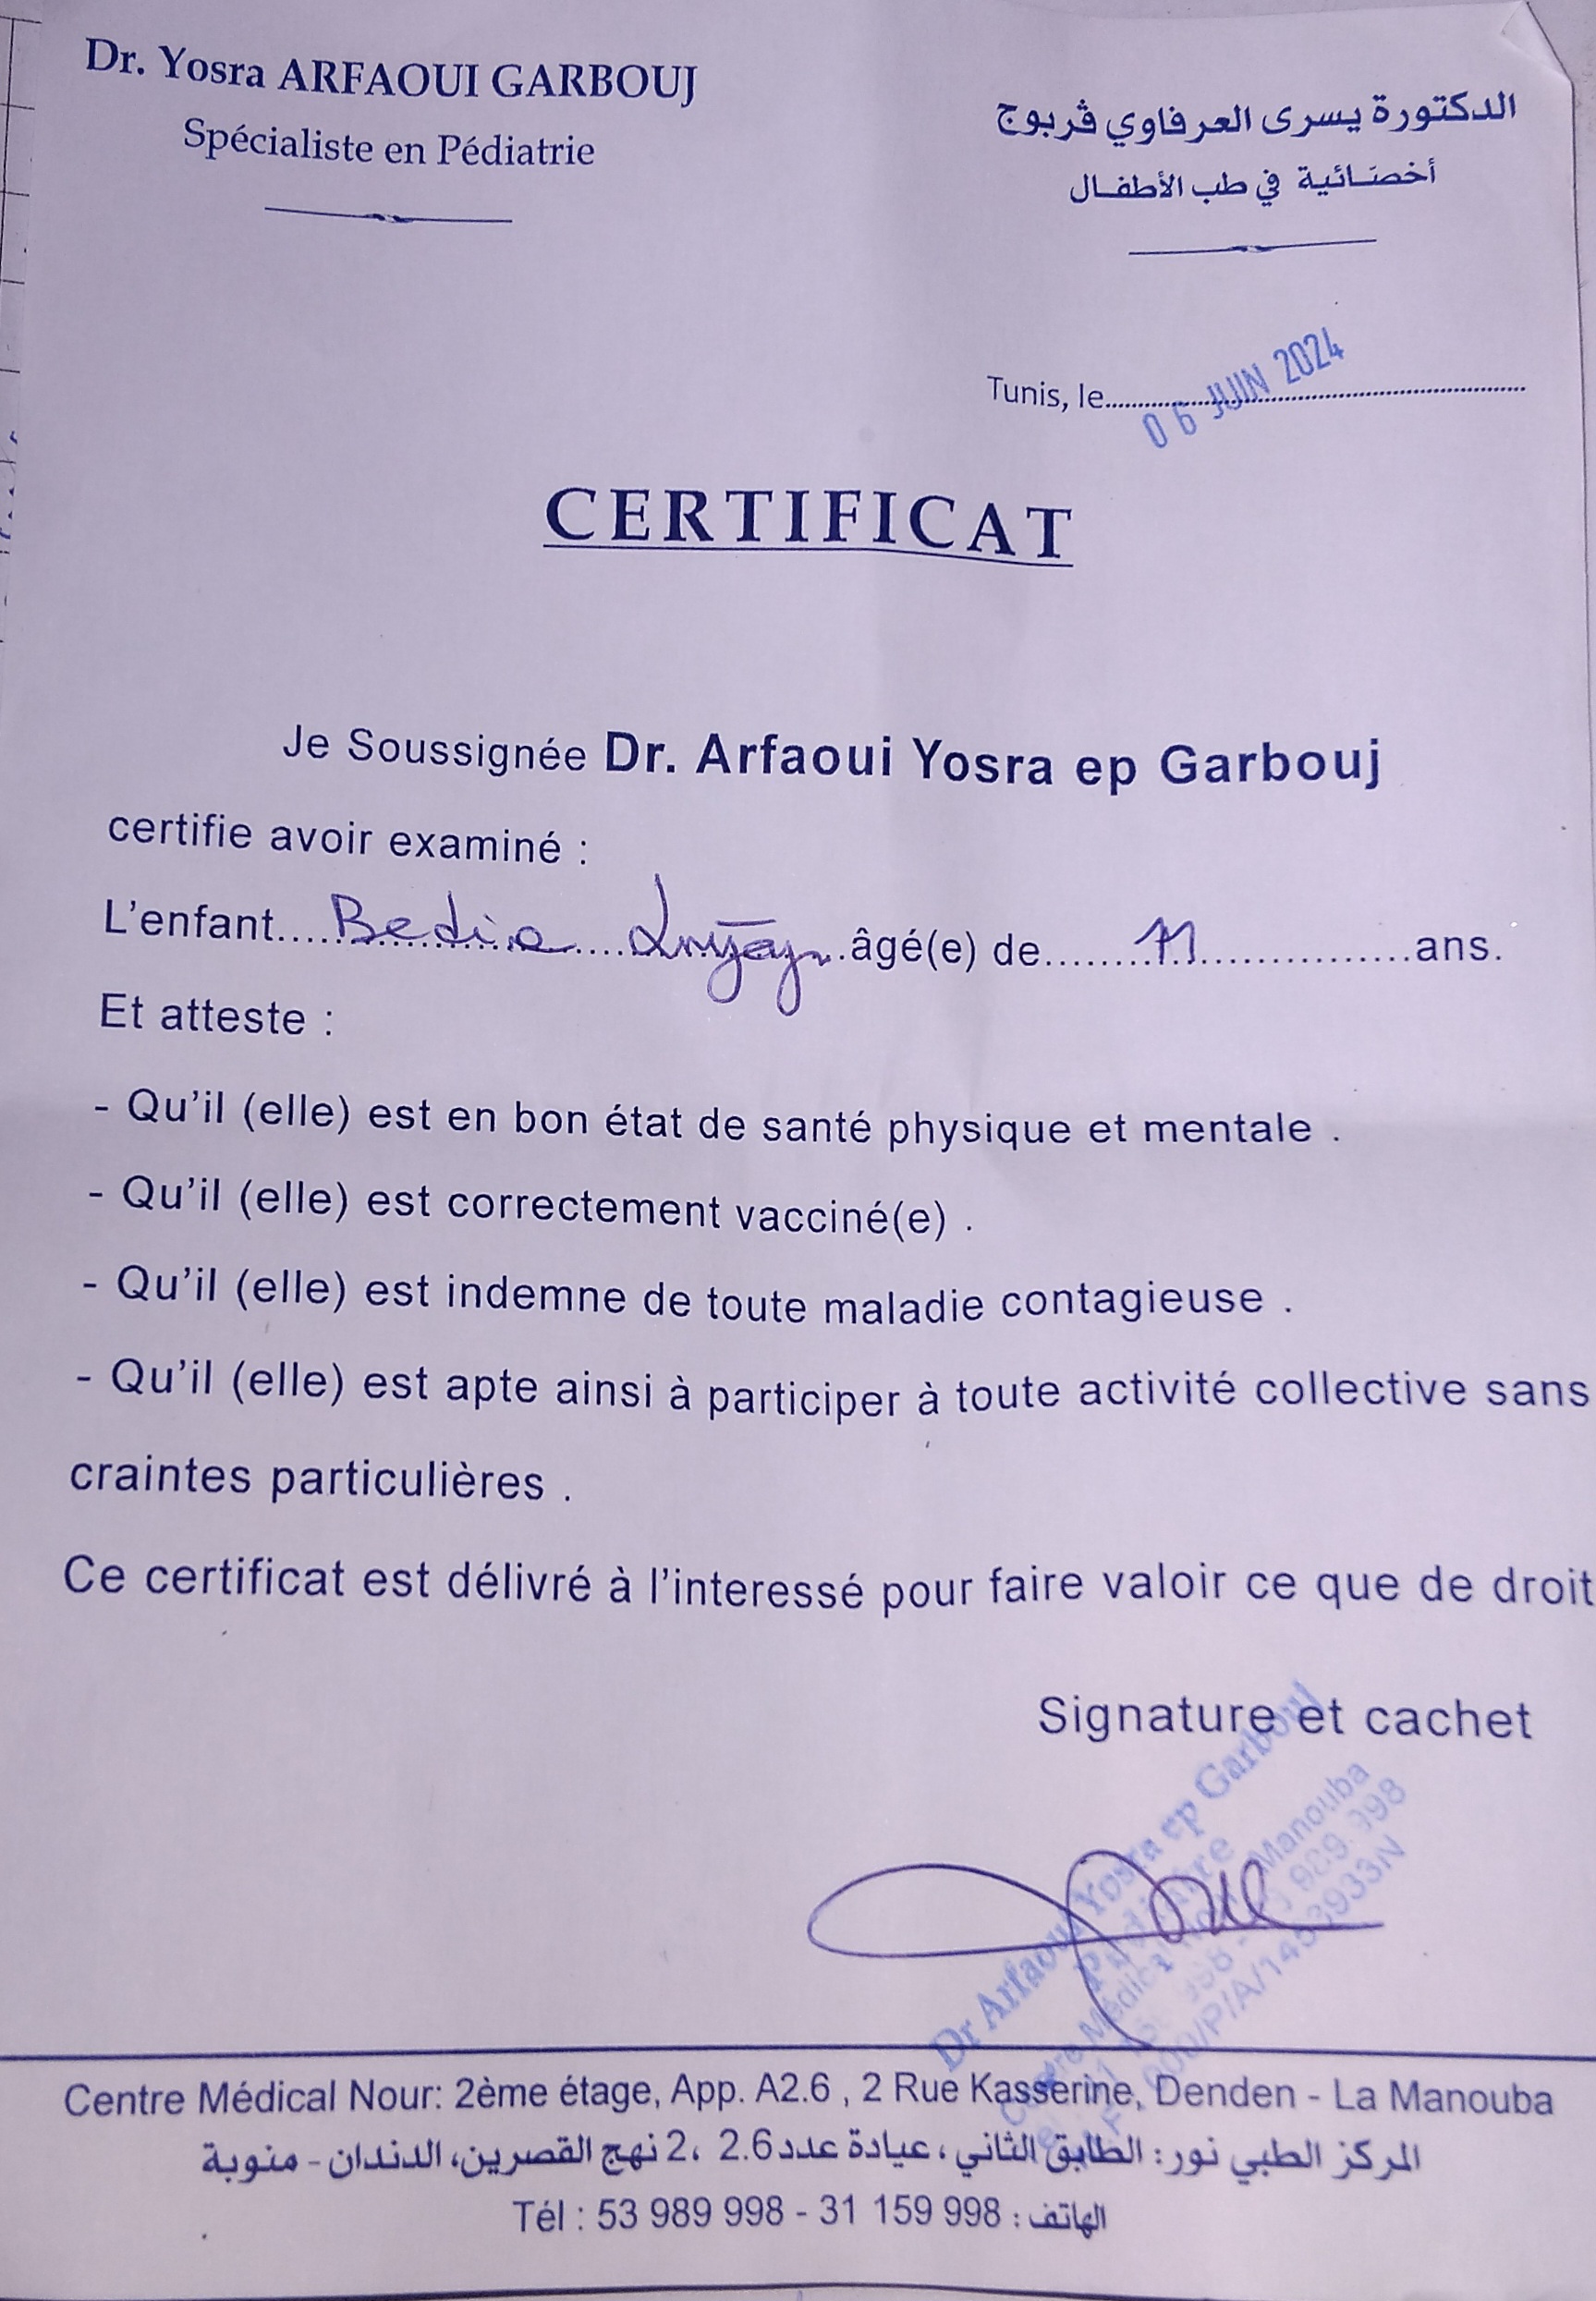 Dr. Yosra ARFAOUI GARBOUJ
Spécialiste en Pédiatrie
الدكتورة يسرى العرفاوي ڤربوج
أخصائية في طب الأطفال
Tunis, le 06 JUIN 2024
CERTIFICAT
Je Soussignée Dr. Arfaoui Yosra ep Garbouj
certifie avoir examiné :
L'enfant Bedia âgé(e) de 11 ans.
Et atteste :
- Qu'il (elle) est en bon état de santé physique et mentale .
- Qu'il (elle) est correctement vacciné(e) .
- Qu'il (elle) est indemne de toute maladie contagieuse .
- Qu'il (elle) est apte ainsi à participer à toute activité collective sans
craintes particulières .
Ce certificat est délivré à l'interessé pour faire valoir ce que de droit
Signature et cachet
Dr Arfaoui Yosra ep Garbouj
Pédiatre
Centre Médical Nour Manouba
Centre Médical Nour: 2ème étage, App. A2.6 , 2 Rue Kasserine, Denden - La Manouba
المركز الطبي نور: الطابق الثاني، عيادة عدد 2.6 ،2 نهج القصرين، الدندان - منوبة
Tél : 53 989 998 - 31 159 998 : الهاتف